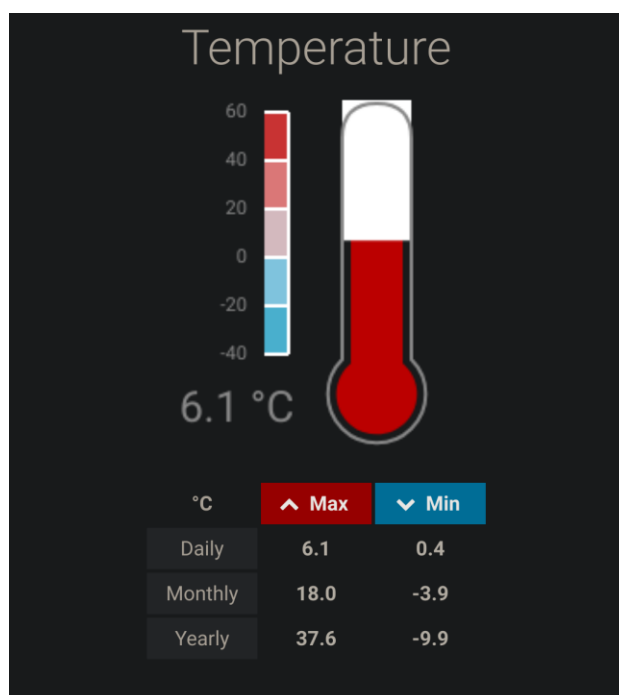 Temperature
60
40
20
0
-20
-40
6.1 °C
°C Max Min
Daily 6.1 0.4
Monthly 18.0 -3.9
Yearly 37.6 -9.9